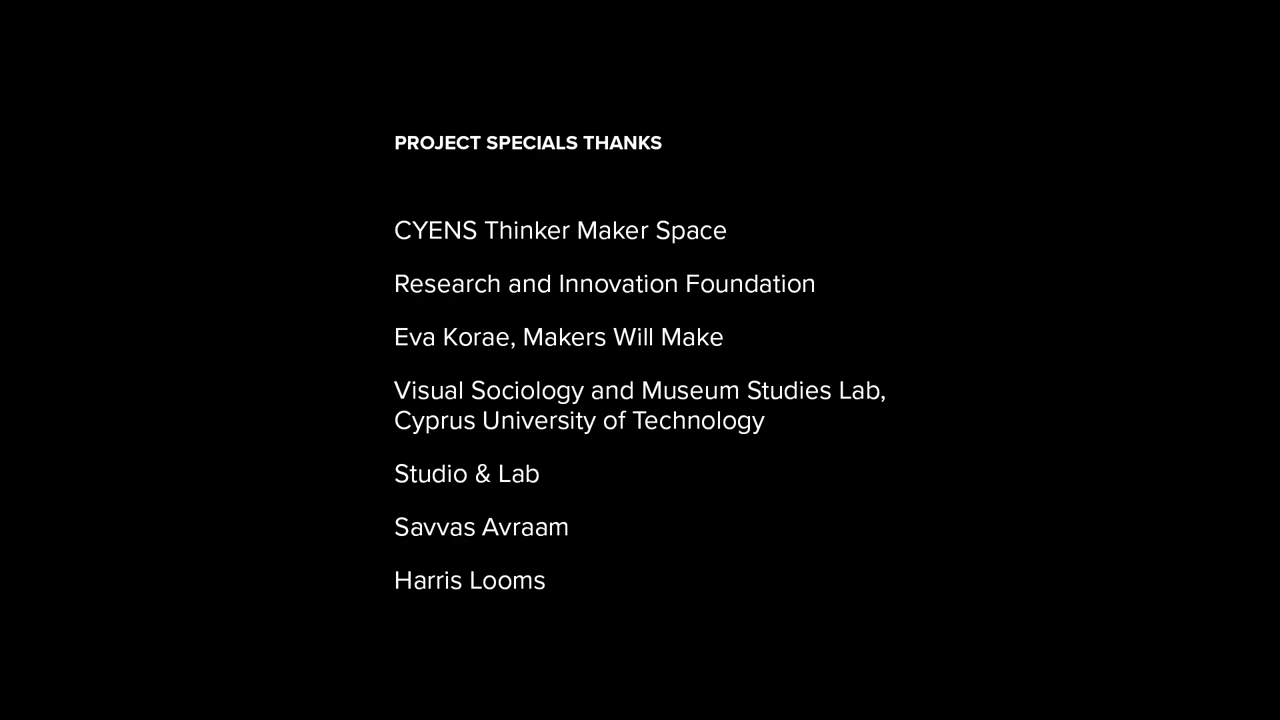 PROJECT SPECIALS THANKS
CYENS Thinker Maker Space
Research and Innovation Foundation
Eva Korae, Makers Will Make
Visual Sociology and Museum Studies Lab,
Cyprus University of Technology
Studio & Lab
Savvas Avraam
Harris Looms